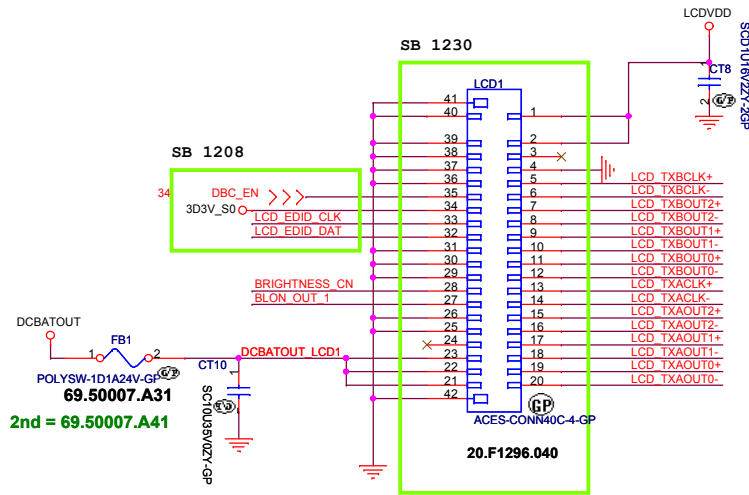 LCDVDD
SB 1230
SCD1U16V2ZY-2GP
CT8
1
2
G/P
LCD1
41
40
39
38
37
36
35
34
33
32
31
30
29
28
27
26
25
24
23
22
21
42
1
2
3
4
5
6
7
8
9
10
11
12
13
14
15
16
17
18
19
20
SB 1208
34
DBC_EN
3D3V_S0
LCD_EDID_CLK
LCD_EDID_DAT
BRIGHTNESS_CN
BLON_OUT_1
LCD_TXBCLK+
LCD_TXBCLK-
LCD_TXBOUT2+
LCD_TXBOUT2-
LCD_TXBOUT1+
LCD_TXBOUT1-
LCD_TXBOUT0+
LCD_TXBOUT0-
LCD_TXACLK+
LCD_TXACLK-
LCD_TXAOUT2+
LCD_TXAOUT2-
LCD_TXAOUT1+
LCD_TXAOUT1-
LCD_TXAOUT0+
LCD_TXAOUT0-
DCBATOUT
FB1
1
2
DCBATOUT_LCD1
CT10
G/P
POLYSW-1D1A24V-GP
69.50007.A31
2nd = 69.50007.A41
SC10U35V0ZY-GP
GP
ACES-CONN40C-4-GP
20.F1296.040